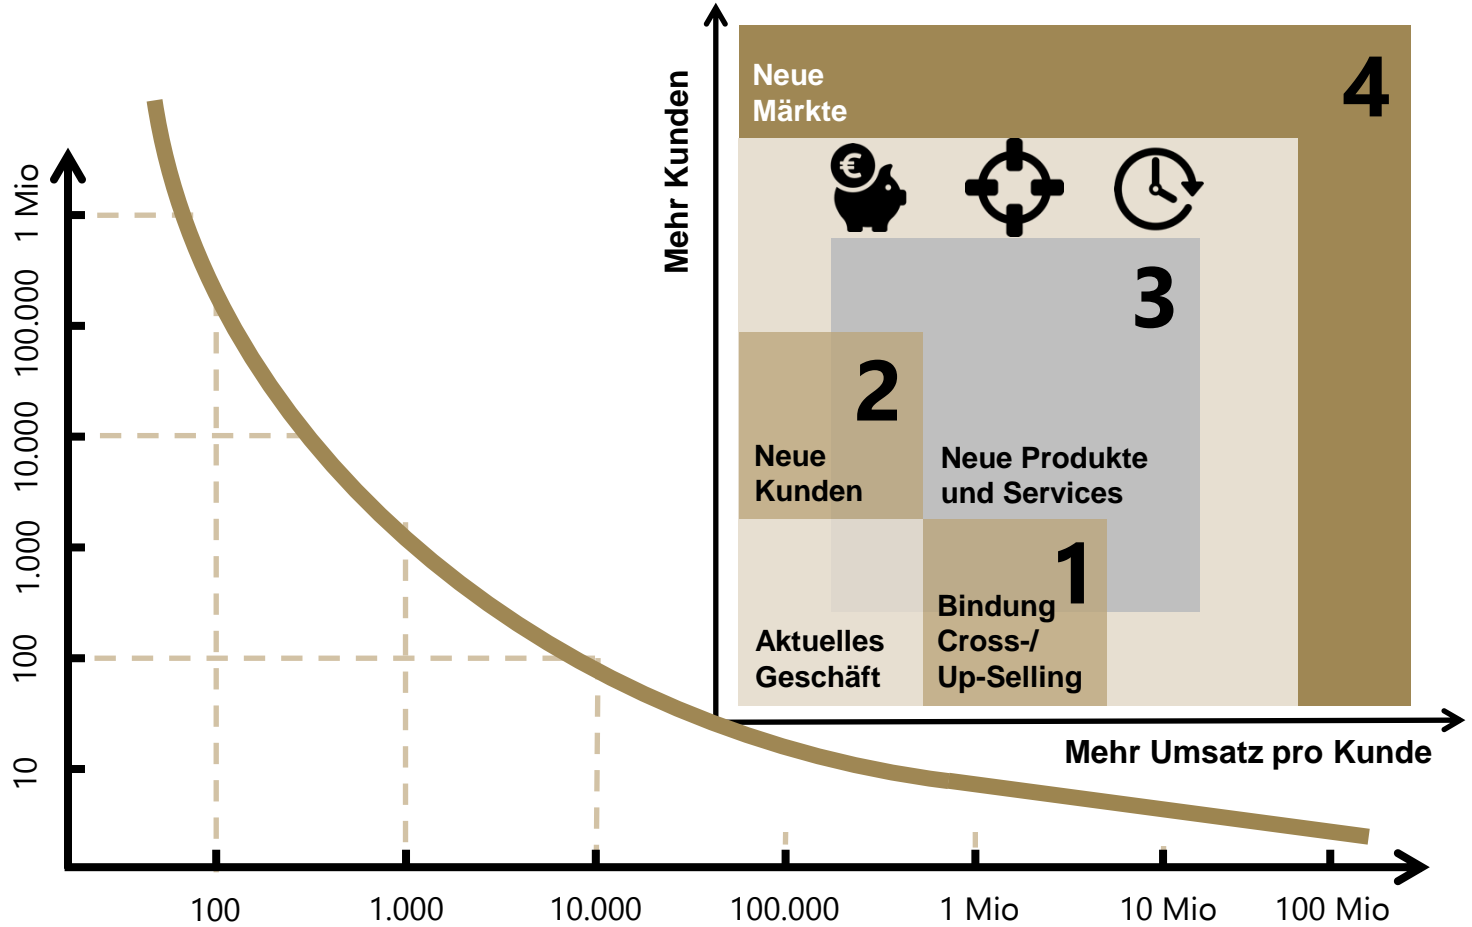 1 Mio
100.000
10.000
1.000
100
10
100
1.000
10.000
100.000
1 Mio
10 Mio
100 Mio
Mehr Kunden
Neue
Märkte
4
€
3
2
Neue
Kunden
Neue Produkte
und Services
1
Bindung
Cross-/
Up-Selling
Aktuelles
Geschäft
Mehr Umsatz pro Kunde